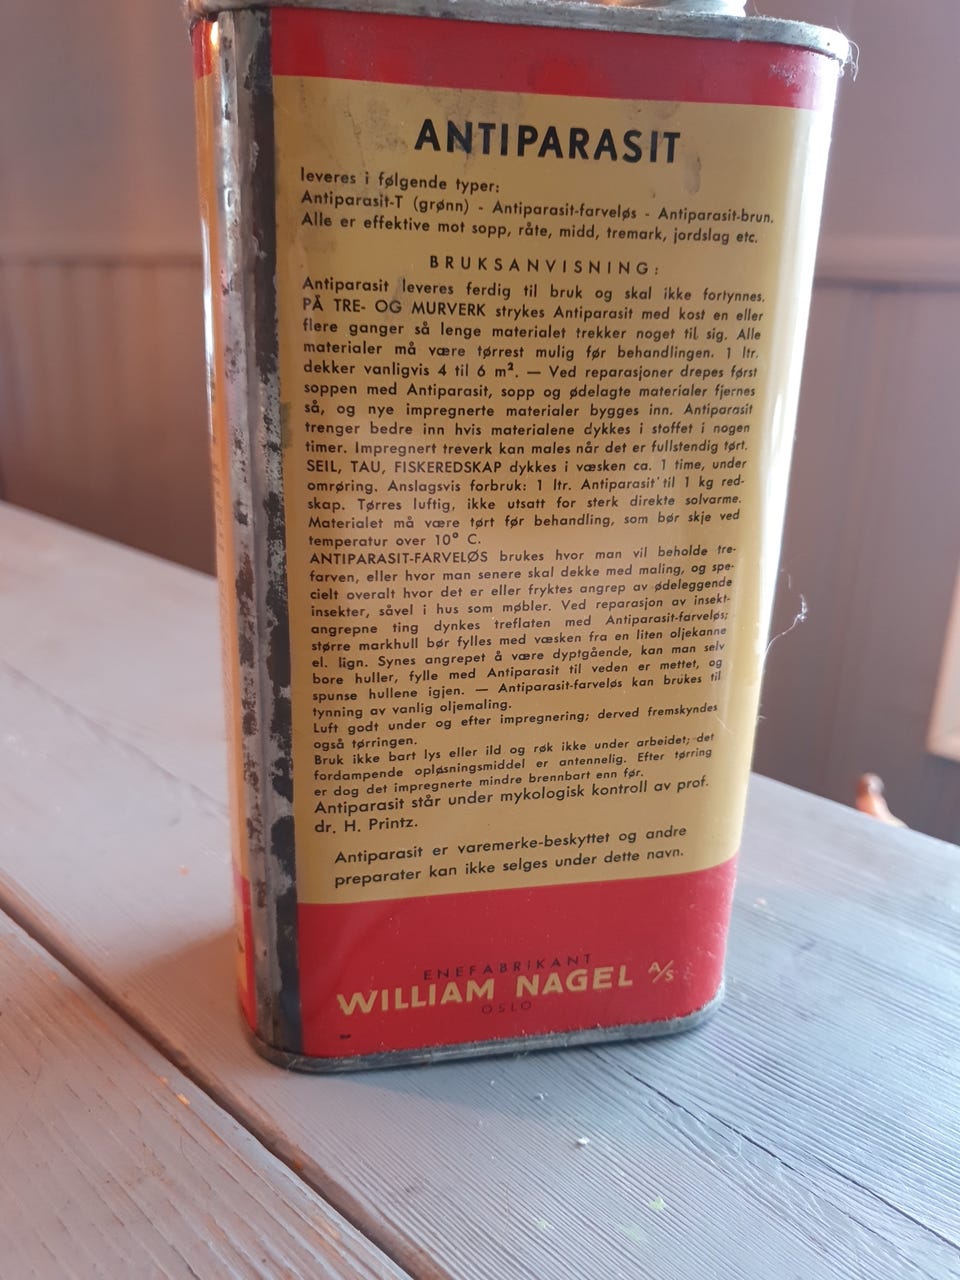 ANTIPARASIT
leveres i følgende typer:
Antiparasit-T (grønn) - Antiparasit-farveløs - Antiparasit-brun.
Alle er effektive mot sopp, råte, midd, tremark, jordslag etc.
BRUKSANVISNING:
Antiparasit leveres ferdig til bruk og skal ikke fortynnes.
PÅ TRE- OG MURVERK strykes Antiparasit med kost en eller
flere ganger så lenge materialet trekker noget til sig. Alle
materialer må være tørrest mulig før behandlingen. 1 ltr.
dekker vanligvis 4 til 6 m². — Ved reparasjoner drepes først
soppen med Antiparasit, sopp og ødelagte materialer fjernes
så, og nye impregnerte materialer bygges inn. Antiparasit
trenger bedre inn hvis materialene dykkes i stoffet i nogen
timer. Impregnert treverk kan males når det er fullstendig tørt.
SEIL, TAU, FISKEREDSKAP dykkes i væsken ca. 1 time, under
omrøring. Anslagsvis forbruk: 1 ltr. Antiparasit til 1 kg red-
skap. Tørres luftig, ikke utsatt for sterk direkte solvarme.
Materialet må være tørt før behandling, som bør skje ved
temperatur over 10° C.
ANTIPARASIT-FARVELØS brukes hvor man vil beholde tre-
farven, eller hvor man senere skal dekke med maling, og spe-
cielt overalt hvor det er eller fryktes angrep av ødeleggende
insekter, såvel i hus som møbler. Ved reparasjon av insekt-
angrepne ting dynkes treflaten med Antiparasit-farveløs;
større markhull bør fylles med væsken fra en liten oljekanne
el. lign. Synes angrepet å være dyptgående, kan man selv
bore huller, fylle med Antiparasit til veden er mettet, og
spunse hullene igjen. — Antiparasit-farveløs kan brukes til
tynning av vanlig oljemaling.
Luft godt under og efter impregnering; derved fremskyndes
også tørringen.
Bruk ikke bart lys eller ild og røk ikke under arbeidet; det
fordampende opløsningsmiddel er antennelig. Efter tørring
er dog det impregnerte mindre brennbart enn før.
Antiparasit står under mykologisk kontroll av prof.
dr. H. Printz.
Antiparasit er varemerke-beskyttet og andre
preparater kan ikke selges under dette navn.
ENEFABRIKANT
WILLIAM NAGEL A/S
OSLO